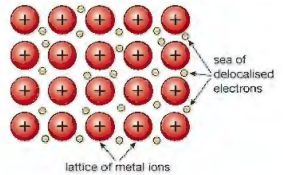 + + + + +
+ + + + +
+ + + + +
+ + + + +
sea of
delocalised
electrons
lattice of metal ions